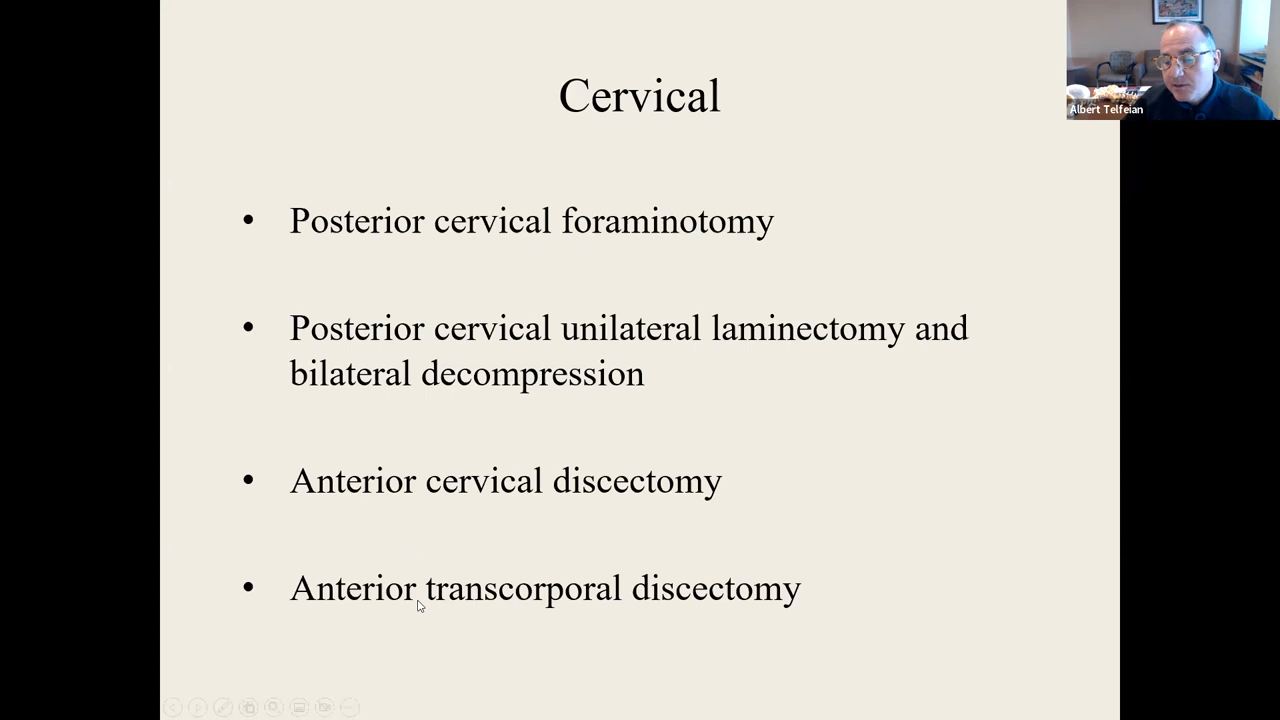 Cervical
Albert Telfeian
• Posterior cervical foraminotomy
• Posterior cervical unilateral laminectomy and
bilateral decompression
• Anterior cervical discectomy
• Anterior transcorporal discectomy